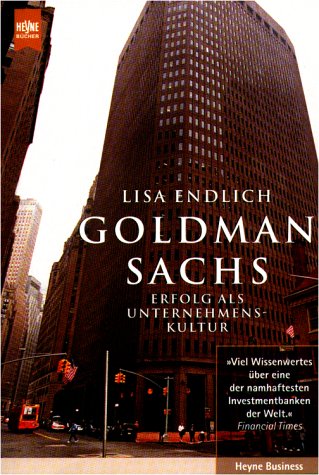 HEYNE
BÜCHER
LISA ENDLICH
GOLDMAN
SACHS
ERFOLG ALS
UNTERNEHMENS-
KULTUR
»Viel Wissenwertes
über eine
der namhaftesten
Investmentbanken
der Welt.«
Financial Times
Heyne Business